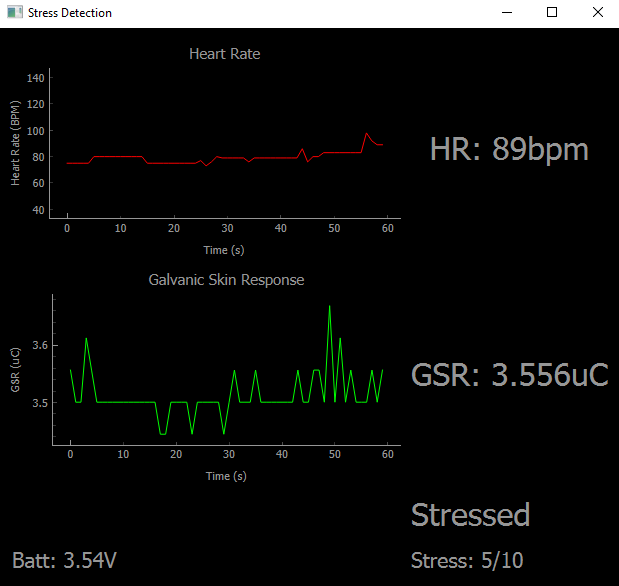 Stress Detection
Heart Rate
140
120
100
80
60
40
Heart Rate (BPM)
0 10 20 30 40 50 60
Time (s)
HR: 89bpm
Galvanic Skin Response
3.6
3.5
GSR (uC)
0 10 20 30 40 50 60
Time (s)
GSR: 3.556uC
Stressed
Batt: 3.54V
Stress: 5/10